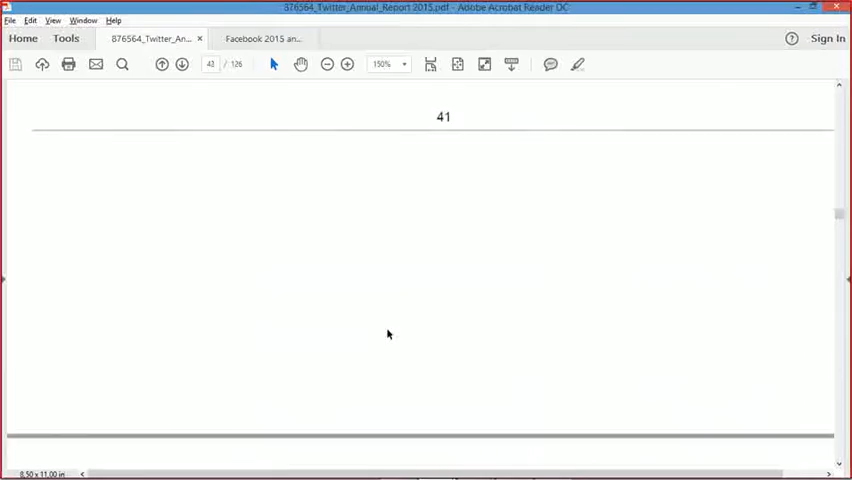 876564_Twitter_Annual_Report 2015.pdf - Adobe Acrobat Reader DC
File Edit View Window Help
Home Tools 876564_Twitter_An... × Facebook 2015 an... ? Sign In
43 / 126 150%
41
8,50 x 11,00 in